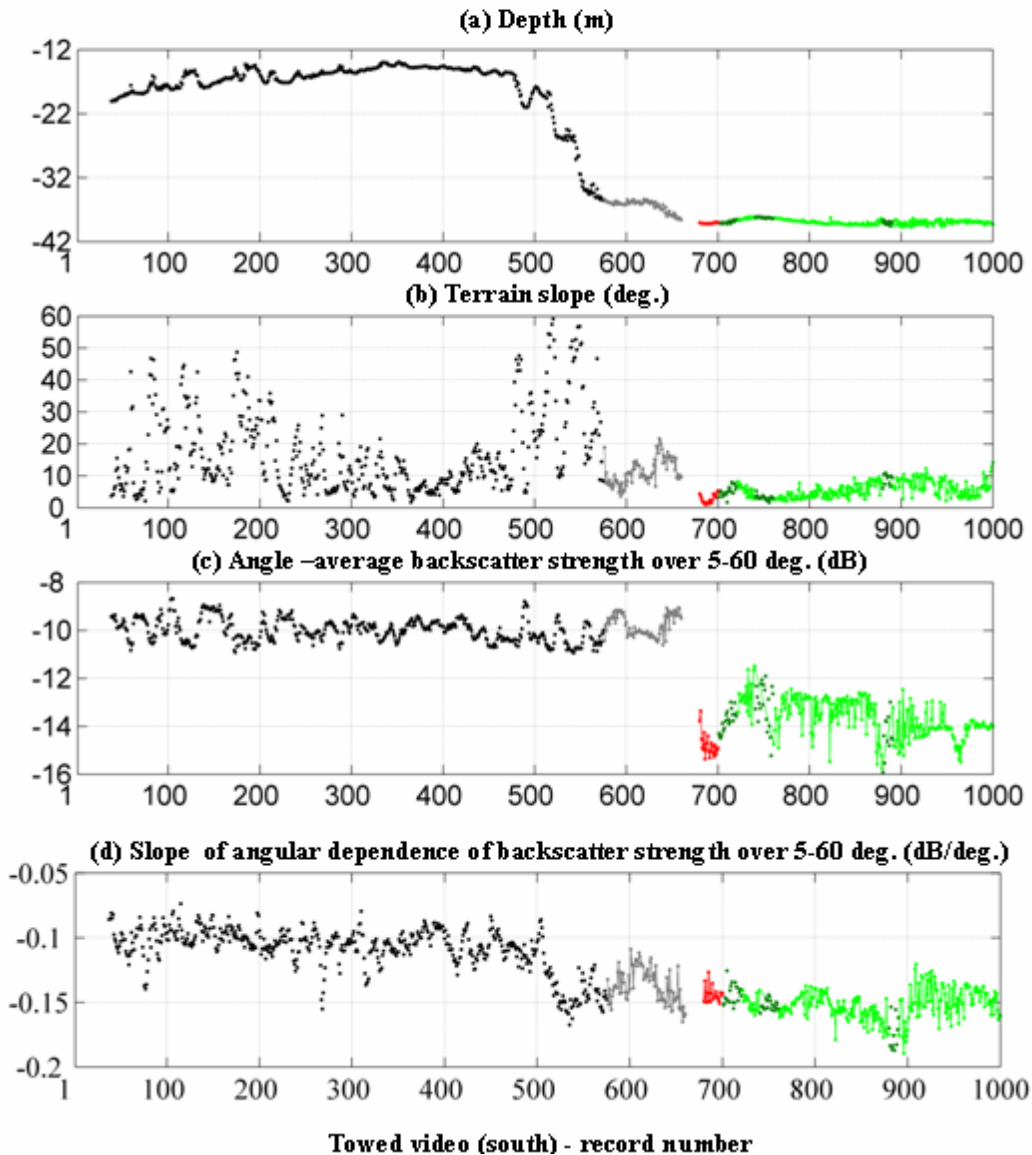 (a) Depth (m)
-12
-22
-32
-42
1 100 200 300 400 500 600 700 800 900 1000
(b) Terrain slope (deg.)
60
50
40
30
20
10
0
1 100 200 300 400 500 600 700 800 900 1000
(c) Angle –average backscatter strength over 5-60 deg. (dB)
-8
-10
-12
-14
-16
1 100 200 300 400 500 600 700 800 900 1000
(d) Slope of angular dependence of backscatter strength over 5-60 deg. (dB/deg.)
-0.05
-0.1
-0.15
-0.2
1 100 200 300 400 500 600 700 800 900 1000
Towed video (south) - record number